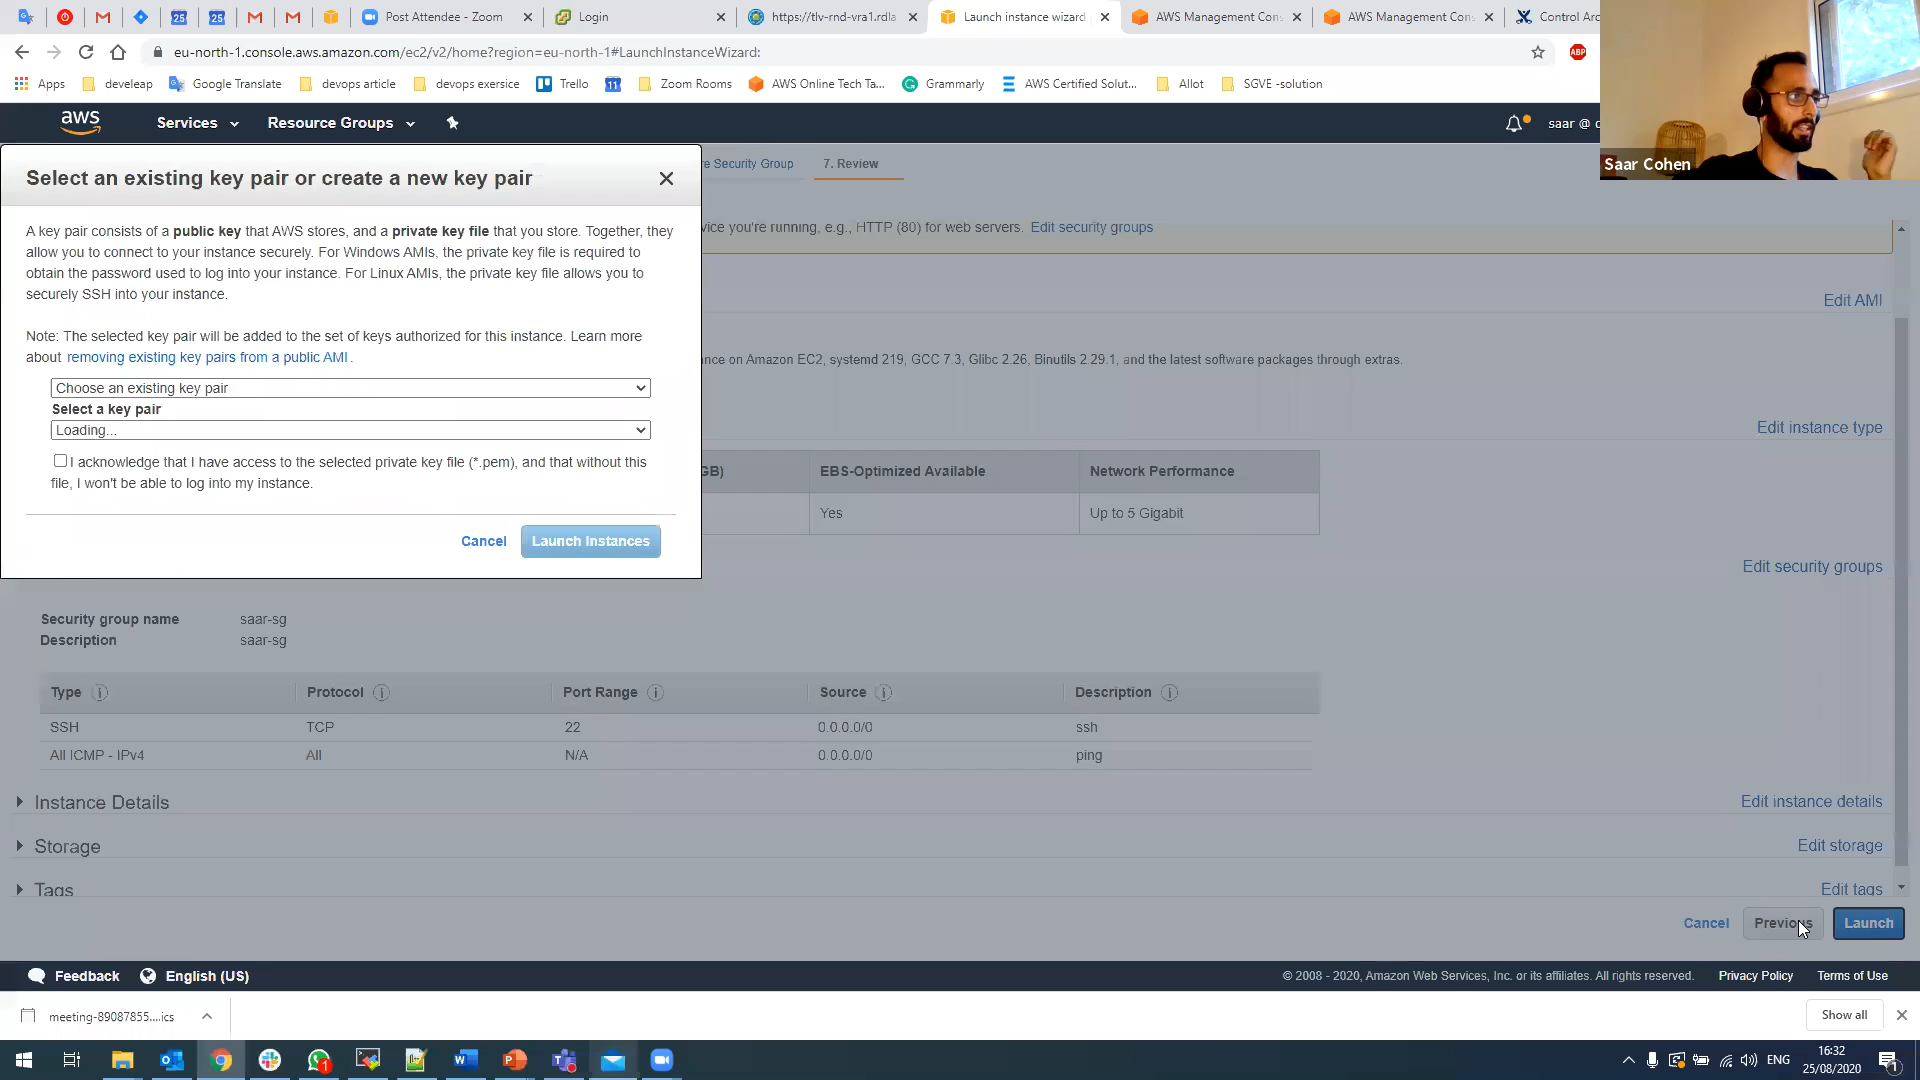 Post Attendee - Zoom
Login
https://tlv-rnd-vra1.rdla
Launch instance wizard
AWS Management Con
AWS Management Con
Control Arc
eu-north-1.console.aws.amazon.com/ec2/v2/home?region=eu-north-1#LaunchInstanceWizard:
ABP
Apps
develeap
Google Translate
devops article
devops exersice
Trello
11
Zoom Rooms
AWS Online Tech Ta...
Grammarly
AWS Certified Solut...
Allot
SGVE -solution
aws
Services
Resource Groups
saar @
Saar Cohen
Select an existing key pair or create a new key pair
re Security Group
7. Review
A key pair consists of a public key that AWS stores, and a private key file that you store. Together, they
allow you to connect to your instance securely. For Windows AMIs, the private key file is required to
obtain the password used to log into your instance. For Linux AMIs, the private key file allows you to
securely SSH into your instance.
Note: The selected key pair will be added to the set of keys authorized for this instance. Learn more
about removing existing key pairs from a public AMI .
Choose an existing key pair
Select a key pair
Loading...
I acknowledge that I have access to the selected private key file (*.pem), and that without this
file, I won't be able to log into my instance.
Cancel
Launch Instances
vice you're running, e.g., HTTP (80) for web servers. Edit security groups
Edit AMI
nce on Amazon EC2, systemd 219, GCC 7.3, Glibc 2.26, Binutils 2.29.1, and the latest software packages through extras.
Edit instance type
GB)
EBS-Optimized Available
Network Performance
Yes
Up to 5 Gigabit
Edit security groups
Security group name saar-sg
Description saar-sg
Type Protocol Port Range Source Description
SSH TCP 22 0.0.0.0/0 ssh
All ICMP - IPv4 All N/A 0.0.0.0/0 ping
Instance Details
Edit instance details
Storage
Edit storage
Tags
Edit tags
Cancel
Previous
Launch
Feedback
English (US)
© 2008 - 2020, Amazon Web Services, Inc. or its affiliates. All rights reserved.
Privacy Policy
Terms of Use
meeting-89087855....ics
Show all
ENG
16:32
25/08/2020